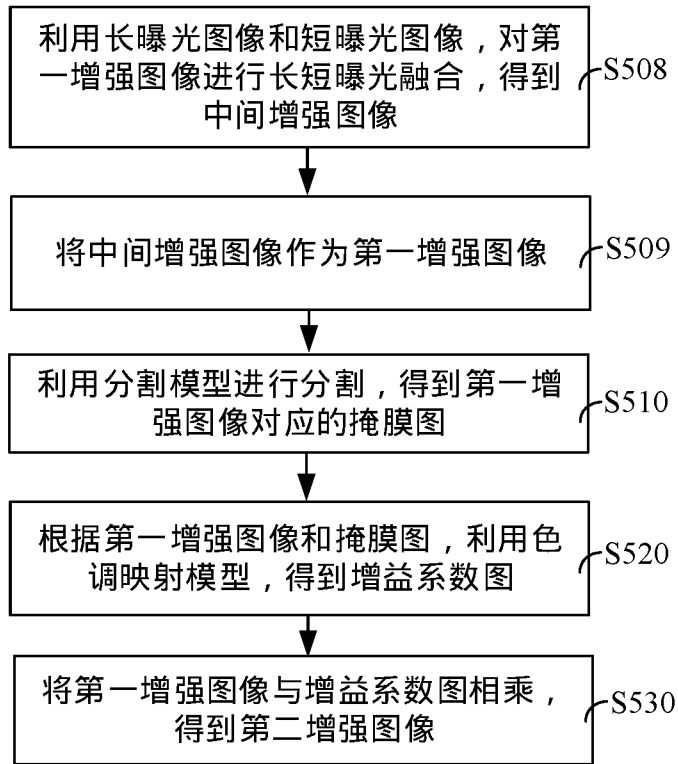 利用长曝光图像和短曝光图像，对第
一增强图像进行长短曝光融合，得到
中间增强图像
S508
将中间增强图像作为第一增强图像
S509
利用分割模型进行分割，得到第一增
强图像对应的掩膜图
S510
根据第一增强图像和掩膜图，利用色
调映射模型，得到增益系数图
S520
将第一增强图像与增益系数图相乘，
得到第二增强图像
S530